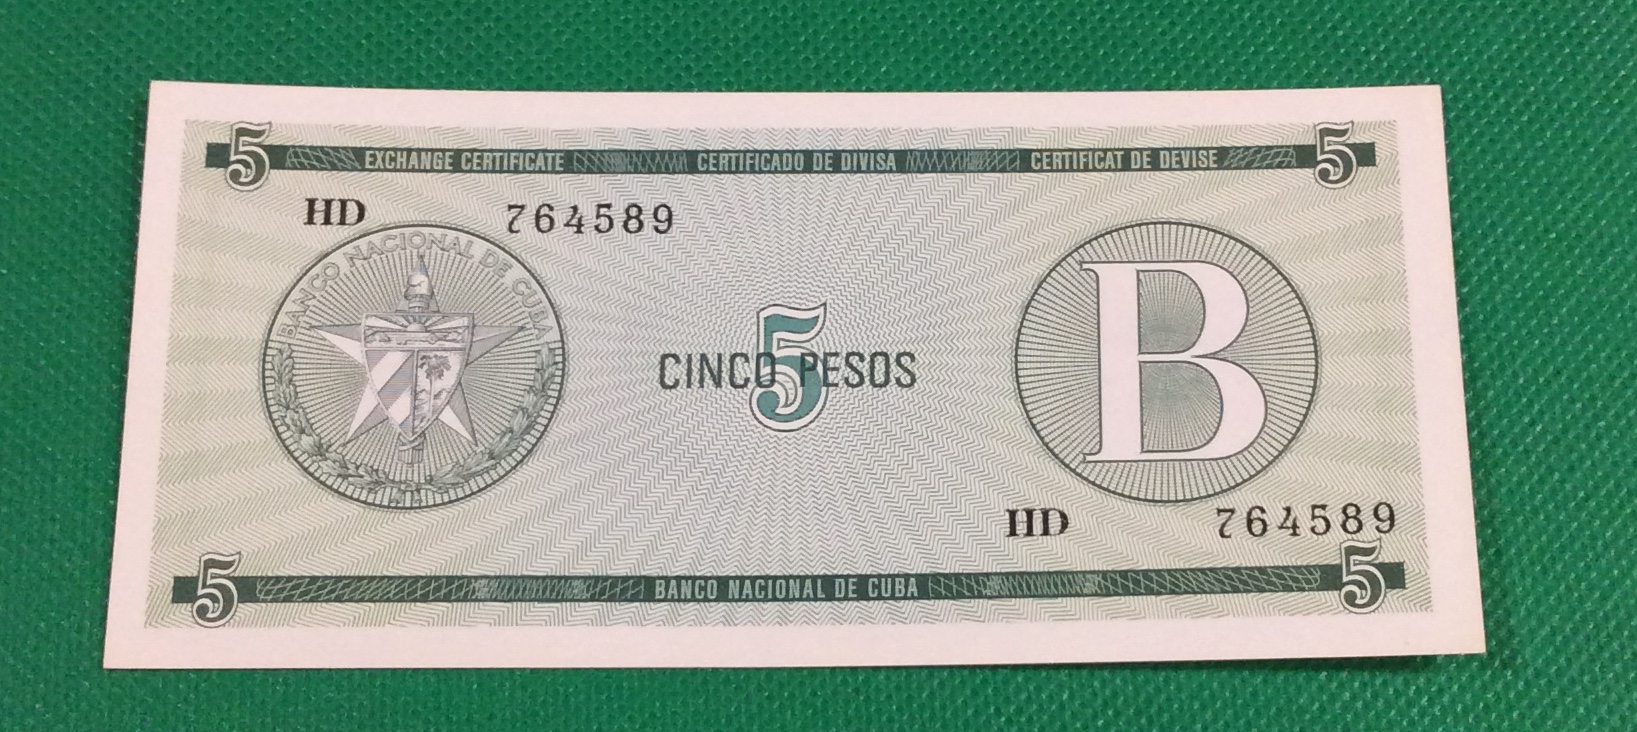 5 EXCHANGE CERTIFICATE CERTIFICADO DE DIVISA CERTIFICAT DE DEVISE 5
HD 764589
BANCO NACIONAL DE CUBA
B
CINCO PESOS
5
HD 764589
5 BANCO NACIONAL DE CUBA 5